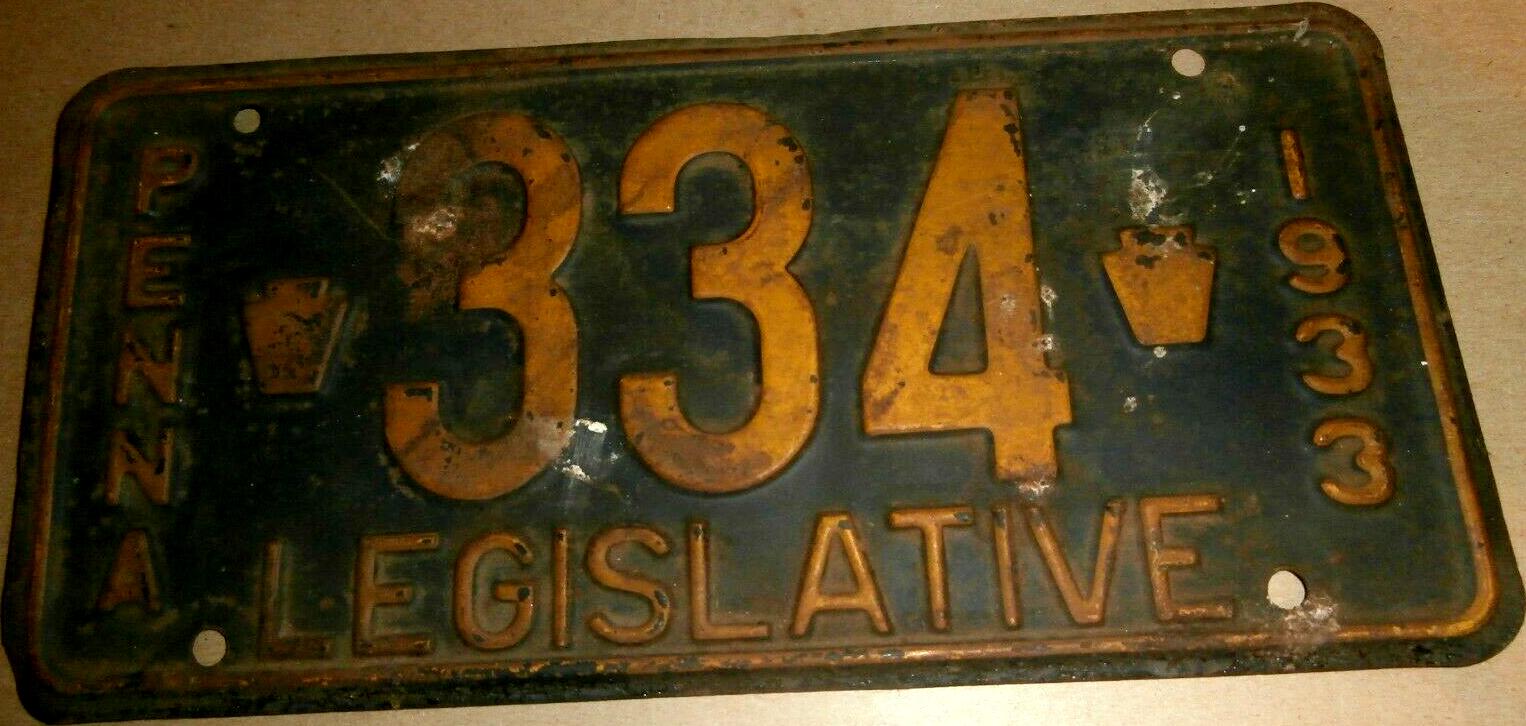 PENNA
334
1933
LEGISLATIVE